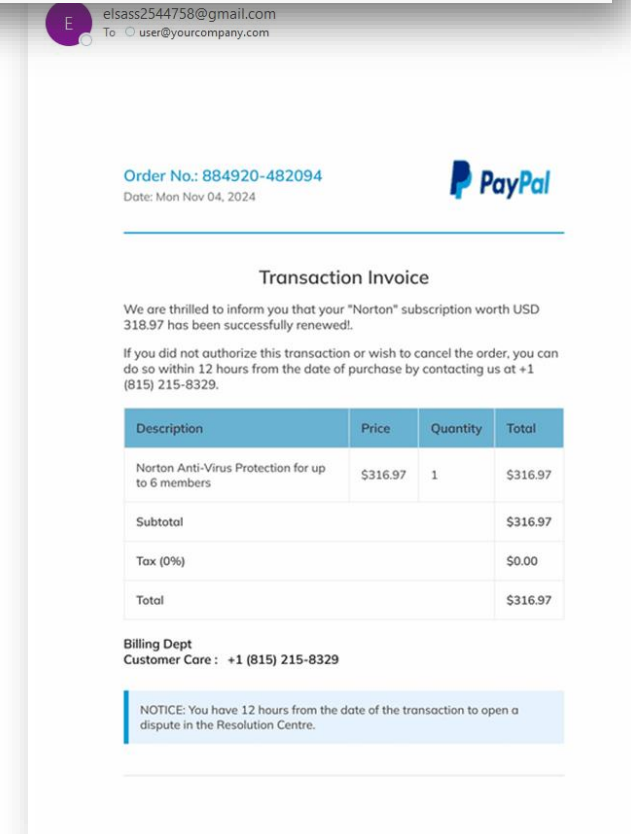 E
elsass2544758@gmail.com
To user@yourcompany.com
Order No.: 884920-482094
PayPal
Date: Mon Nov 04, 2024
Transaction Invoice
We are thrilled to inform you that your "Norton" subscription worth USD
318.97 has been successfully renewed!.
If you did not authorize this transaction or wish to cancel the order, you can
do so within 12 hours from the date of purchase by contacting us at +1
(815) 215-8329.
Description Price Quantity Total
Norton Anti-Virus Protection for up
to 6 members
$316.97 1 $316.97
Subtotal $316.97
Tax (0%) $0.00
Total $316.97
Billing Dept
Customer Care : +1 (815) 215-8329
NOTICE: You have 12 hours from the date of the transaction to open a
dispute in the Resolution Centre.